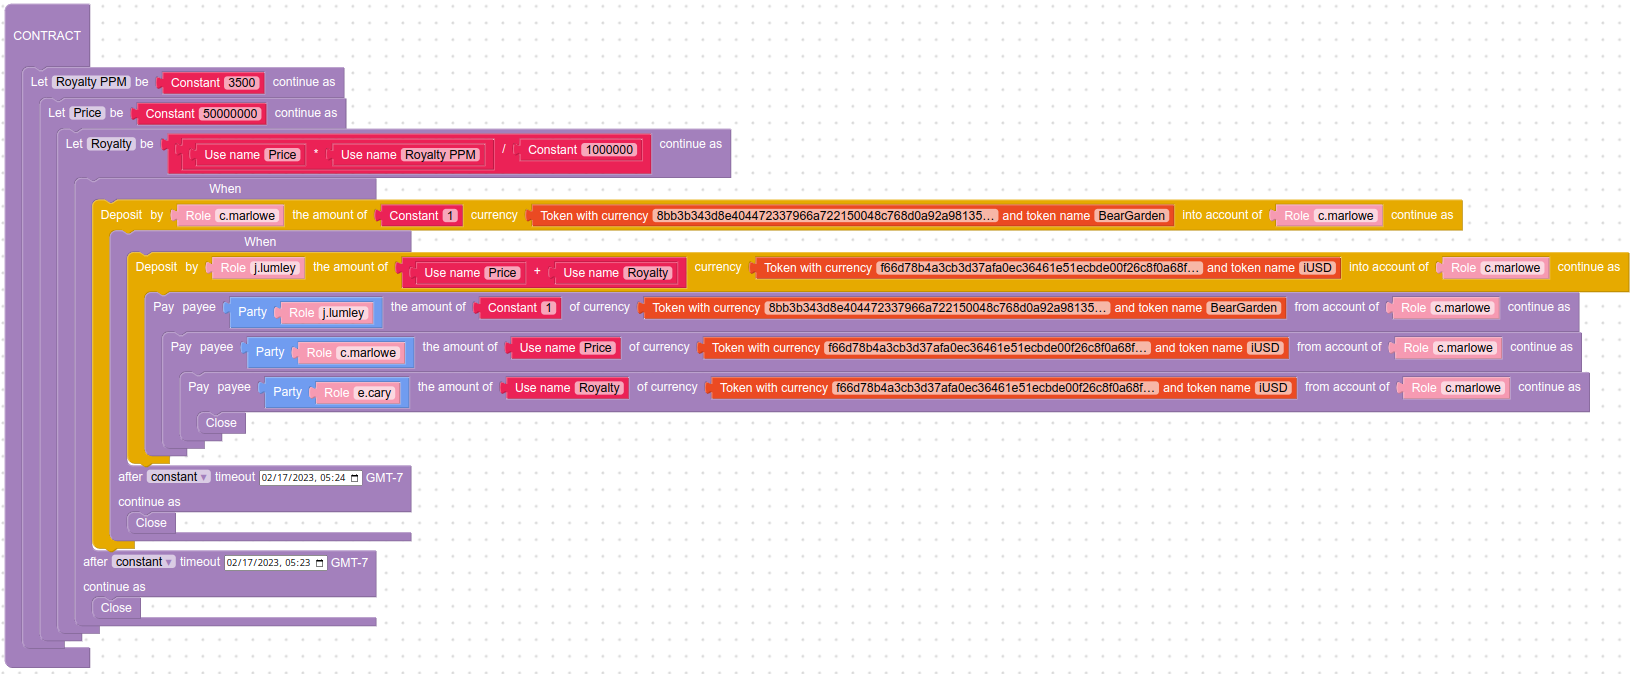 CONTRACT
Let Royalty PPM be Constant 3500 continue as
Let Price be Constant 50000000 continue as
Let Royalty be Use name Price * Use name Royalty PPM / Constant 1000000 continue as
When
Deposit by Role c.marlowe the amount of Constant 1 currency Token with currency 8bb3b343d8e404472337966a722150048c768d0a92a98135... and token name BearGarden into account of Role c.marlowe continue as
When
Deposit by Role j.lumley the amount of Use name Price + Use name Royalty currency Token with currency f66d78b4a3cb3d37afa0ec36461e51ecbde00f26c8f0a68f... and token name iUSD into account of Role c.marlowe continue as
Pay payee Party Role j.lumley the amount of Constant 1 of currency Token with currency 8bb3b343d8e404472337966a722150048c768d0a92a98135... and token name BearGarden from account of Role c.marlowe continue as
Pay payee Party Role c.marlowe the amount of Use name Price of currency Token with currency f66d78b4a3cb3d37afa0ec36461e51ecbde00f26c8f0a68f... and token name iUSD from account of Role c.marlowe continue as
Pay payee Party Role e.cary the amount of Use name Royalty of currency Token with currency f66d78b4a3cb3d37afa0ec36461e51ecbde00f26c8f0a68f... and token name iUSD from account of Role c.marlowe continue as
Close
after constant timeout 02/17/2023, 05:24 GMT-7
continue as
Close
after constant timeout 02/17/2023, 05:23 GMT-7
continue as
Close